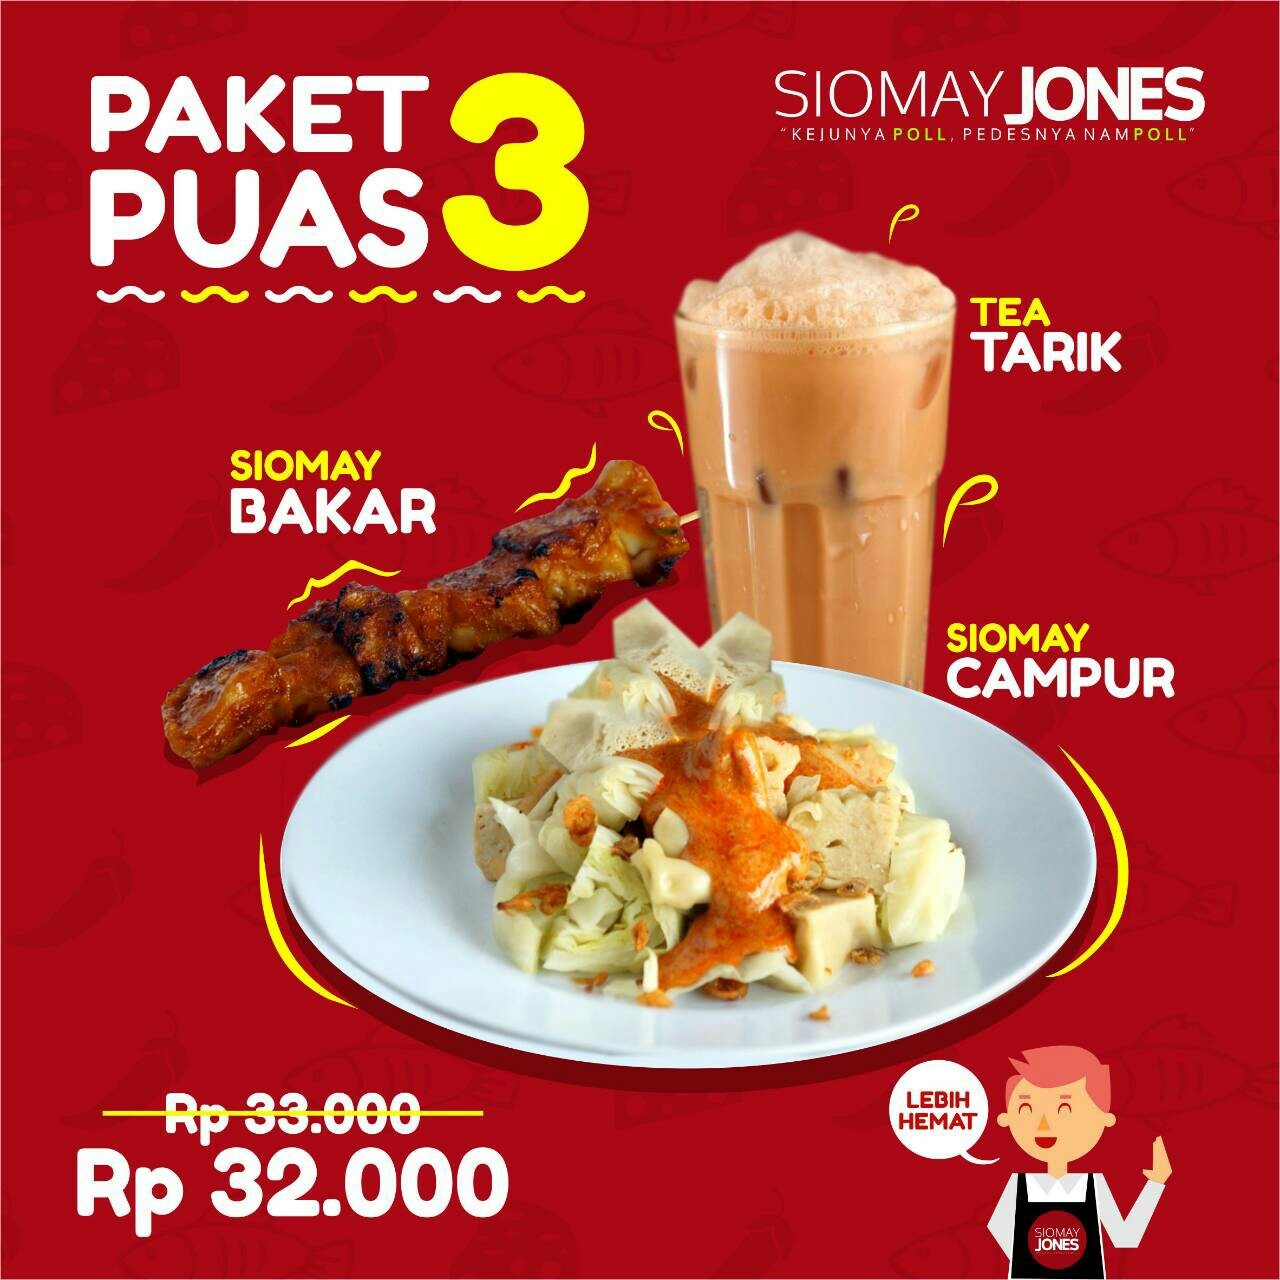 PAKET
PUAS 3
SIOMAY JONES
"KEJUNYA POLL, PEDESNYA NAMPOLL"
TEA
TARIK
SIOMAY
BAKAR
SIOMAY
CAMPUR
Rp 33.000
Rp 32.000
LEBIH
HEMAT
SIOMAY
JONES